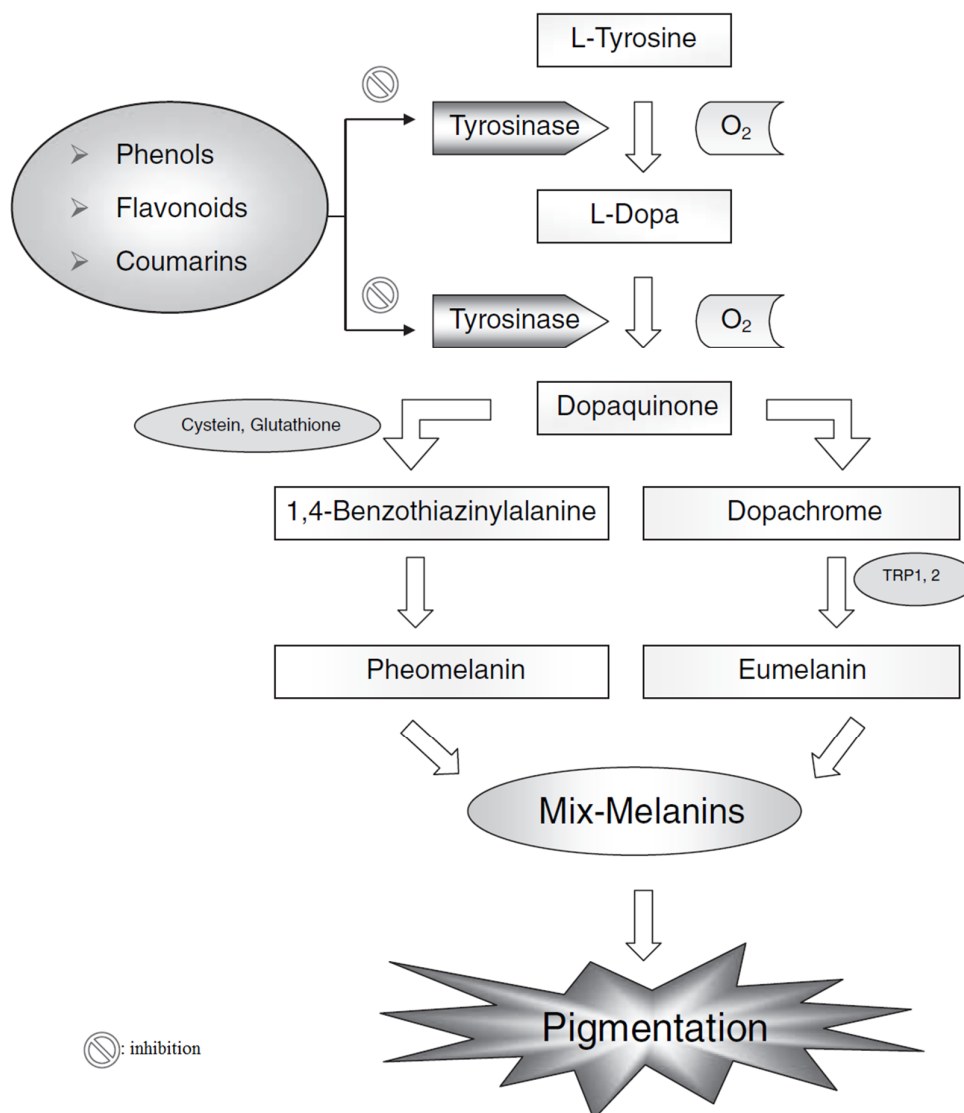 L-Tyrosine
Tyrosinase
O₂
Phenols
Flavonoids
Coumarins
L-Dopa
Tyrosinase
O₂
Dopaquinone
Cystein, Glutathione
1,4-Benzothiazinylalanine
Dopachrome
TRP1, 2
Pheomelanin
Eumelanin
Mix-Melanins
Pigmentation
: inhibition